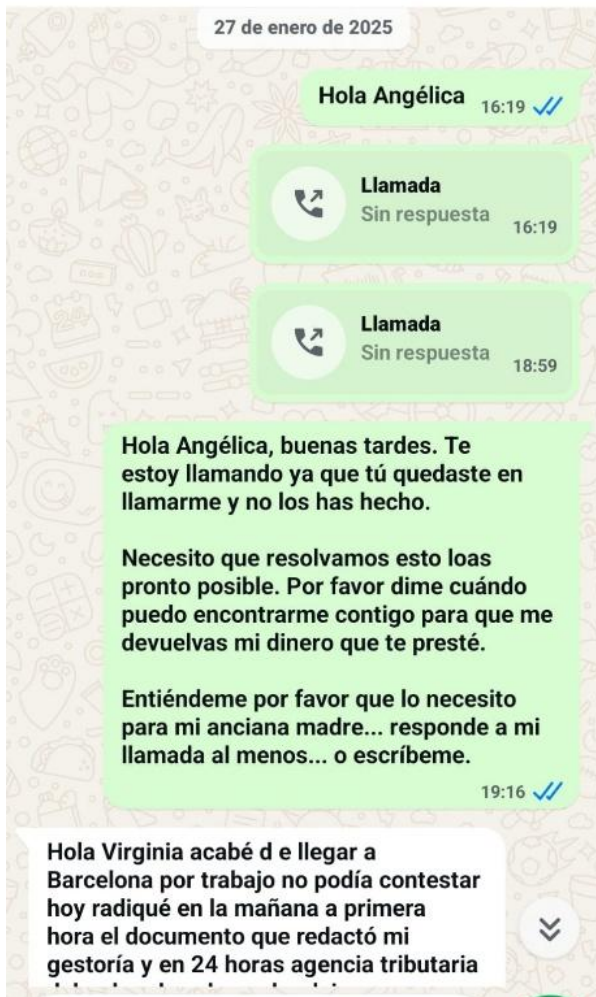 27 de enero de 2025
Hola Angélica 16:19
Llamada
Sin respuesta 16:19
Llamada
Sin respuesta 18:59
Hola Angélica, buenas tardes. Te
estoy llamando ya que tú quedaste en
llamarme y no los has hecho.
Necesito que resolvamos esto loas
pronto posible. Por favor dime cuándo
puedo encontrarme contigo para que me
devuelvas mi dinero que te presté.
Entiéndeme por favor que lo necesito
para mi anciana madre... responde a mi
llamada al menos... o escríbeme.
19:16
Hola Virginia acabé d e llegar a
Barcelona por trabajo no podía contestar
hoy radiqué en la mañana a primera
hora el documento que redactó mi
gestoría y en 24 horas agencia tributaria